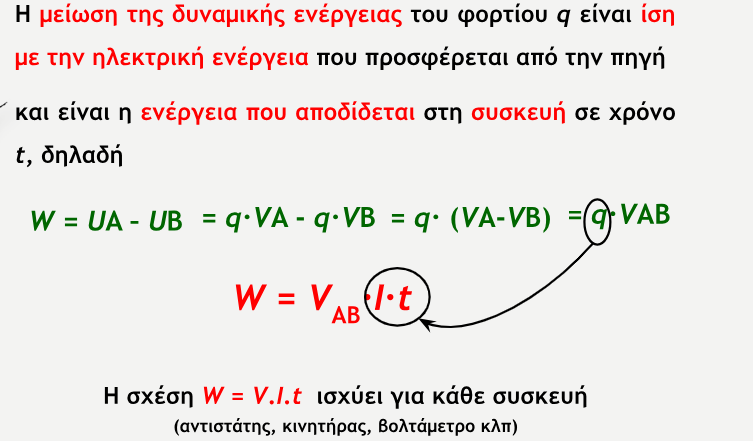 Η μείωση της δυναμικής ενέργειας του φορτίου q είναι ίση
με την ηλεκτρική ενέργεια που προσφέρεται από την πηγή
και είναι η ενέργεια που αποδίδεται στη συσκευή σε χρόνο
t, δηλαδή
W = UA – UB = q·VA - q·VB = q· (VA-VB) =q·VAB
W = VAB·I·t
Η σχέση W = V.I.t ισχύει για κάθε συσκευή
(αντιστάτης, κινητήρας, βολτάμετρο κλπ)